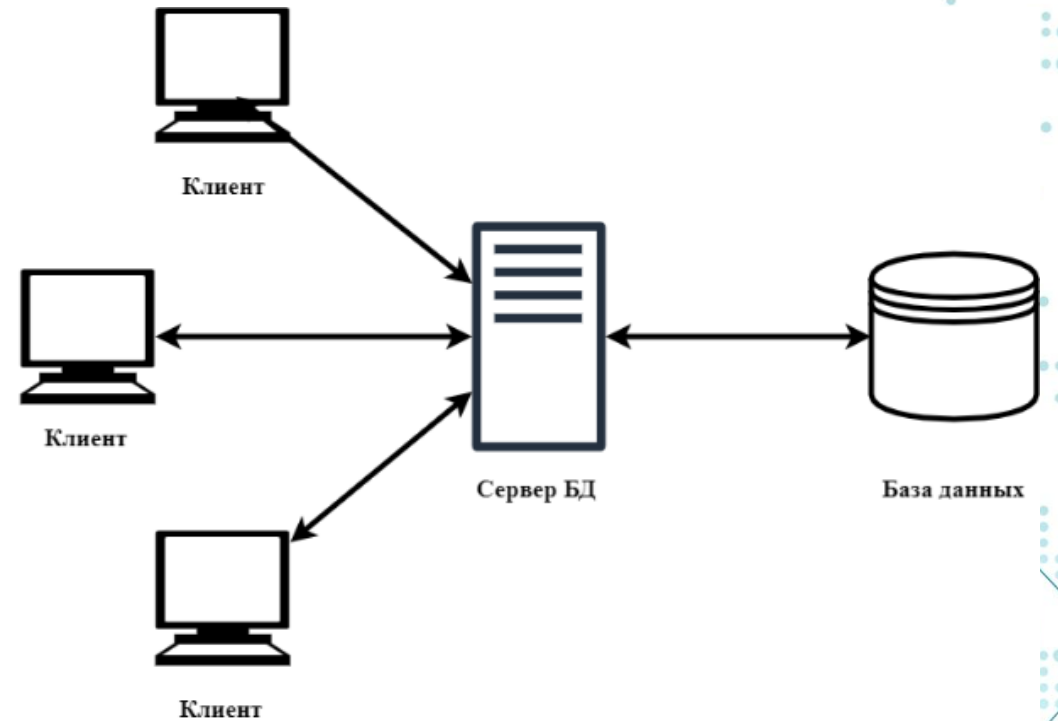 Клиент
Клиент
Сервер БД
База данных
Клиент